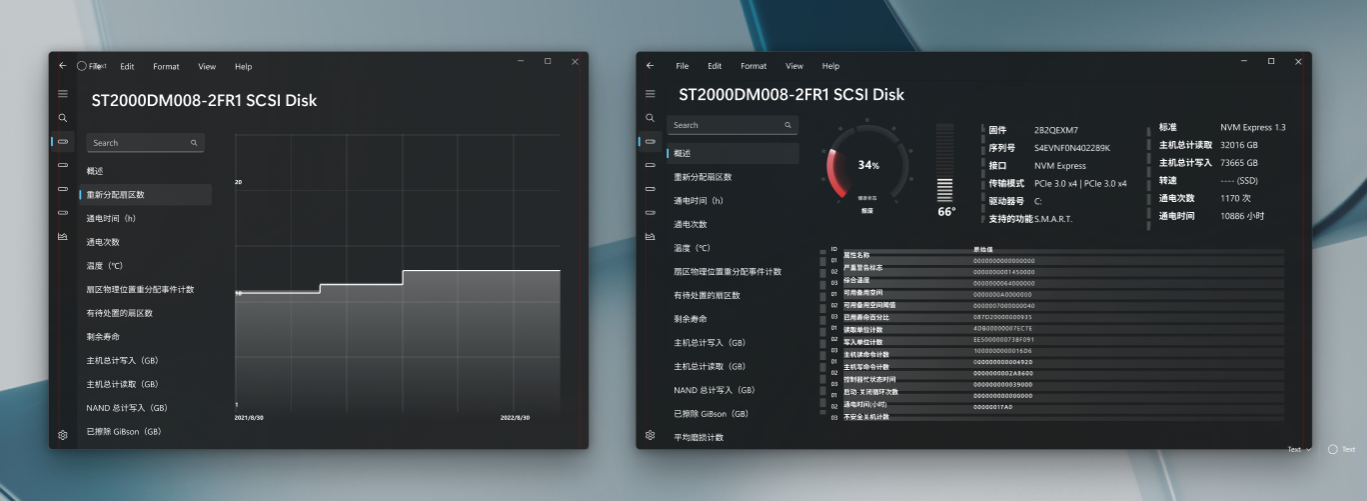 File Edit Format View Help
ST2000DM008-2FR1 SCSI Disk
Search
概述
重新分配扇区数
通电时间（h）
通电次数
温度（℃）
扇区物理位置重分配事件计数
有待处置的扇区数
剩余寿命
主机总计写入（GB）
主机总计读取（GB）
NAND 总计写入（GB）
已擦除 GiBson（GB）
20
10
1
2021/8/30
2022/8/30
File Edit Format View Help
ST2000DM008-2FR1 SCSI Disk
Search
概述
重新分配扇区数
通电时间（h）
通电次数
温度（℃）
扇区物理位置重分配事件计数
有待处置的扇区数
剩余寿命
主机总计写入（GB）
主机总计读取（GB）
NAND 总计写入（GB）
已擦除 GiBson（GB）
平均磨损计数
34%
健康状态
66°
固件 2B2QEXM7
序列号 S4EVNF0N402289K
接口 NVM Express
传输模式 PCIe 3.0 x4 | PCIe 3.0 x4
驱动器号 C:
支持的功能 S.M.A.R.T.
标准 NVM Express 1.3
主机总计读取 32016 GB
主机总计写入 73665 GB
转速 ---- (SSD)
通电次数 1170 次
通电时间 10886 小时
ID 属性名称 原始值
01 严重警告标志 0000000000000000
02 综合温度 0000000001450000
03 可用备用空间 0000000064000000
01 可用备用空间阈值 0000000A0000000
02 已用寿命百分比 0000007000000040
03 读取单位计数 087D20000000935
01 写入单位计数 4DB00000007EC7E
02 主机读命令计数 EE5000000738F091
03 主机写命令计数 1000000000016D6
01 控制器忙状态时间 0000000000004920
02 启动-关闭循环次数 0000000002A8600
03 通电时间(小时) 000000000039000
01 不安全关机计数 0000000000000000
02 00000017A0
03
Text
Text